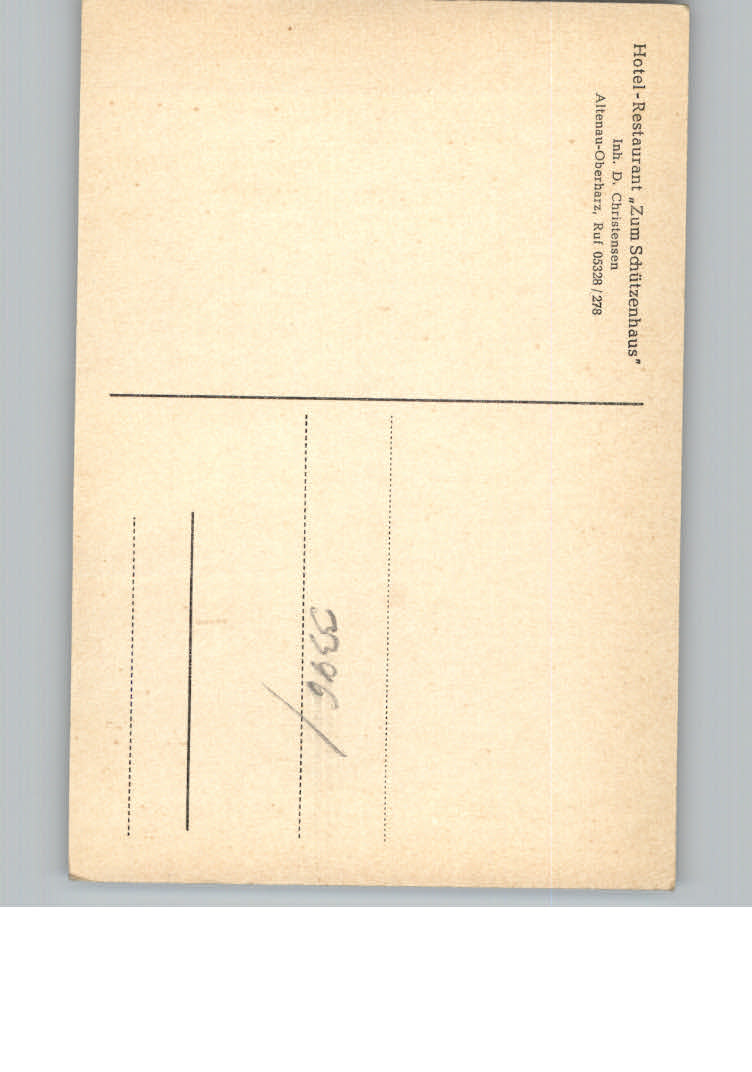 Hotel-Restaurant „Zum Schützenhaus"
Inh. D. Christensen
Altenau-Oberharz, Ruf 05328/278
3396/